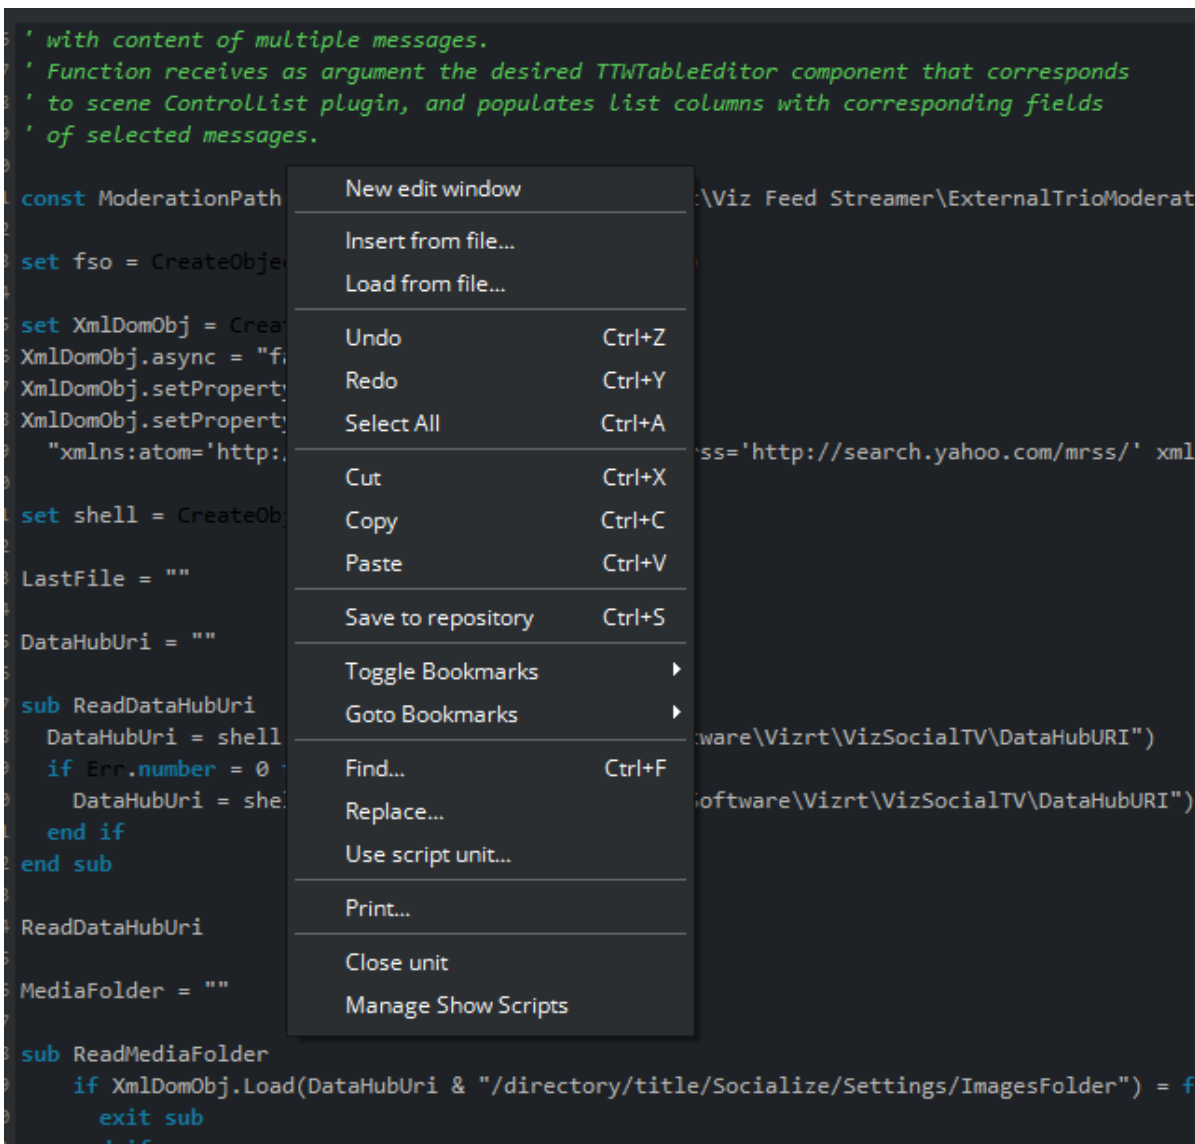 ' with content of multiple messages.
' Function receives as argument the desired TTWTableEditor component that corresponds
' to scene ControlList plugin, and populates list columns with corresponding fields
' of selected messages.
const ModerationPath
\Viz Feed Streamer\ExternalTrioModerat
set fso = CreateObje
set XmlDomObj = Crea
XmlDomObj.async = "fa
XmlDomObj.setProperty
XmlDomObj.setProperty
"xmlns:atom='http:/
ss='http://search.yahoo.com/mrss/' xml
set shell = CreateOb
LastFile = ""
DataHubUri = ""
sub ReadDataHubUri
DataHubUri = shell
ware\Vizrt\VizSocialTV\DataHubURI")
if Err.number = 0
DataHubUri = she
oftware\Vizrt\VizSocialTV\DataHubURI")
end if
end sub
ReadDataHubUri
MediaFolder = ""
sub ReadMediaFolder
if XmlDomObj.Load(DataHubUri & "/directory/title/Socialize/Settings/ImagesFolder") = f
exit sub
New edit window
Insert from file...
Load from file...
Undo Ctrl+Z
Redo Ctrl+Y
Select All Ctrl+A
Cut Ctrl+X
Copy Ctrl+C
Paste Ctrl+V
Save to repository Ctrl+S
Toggle Bookmarks
Goto Bookmarks
Find... Ctrl+F
Replace...
Use script unit...
Print...
Close unit
Manage Show Scripts